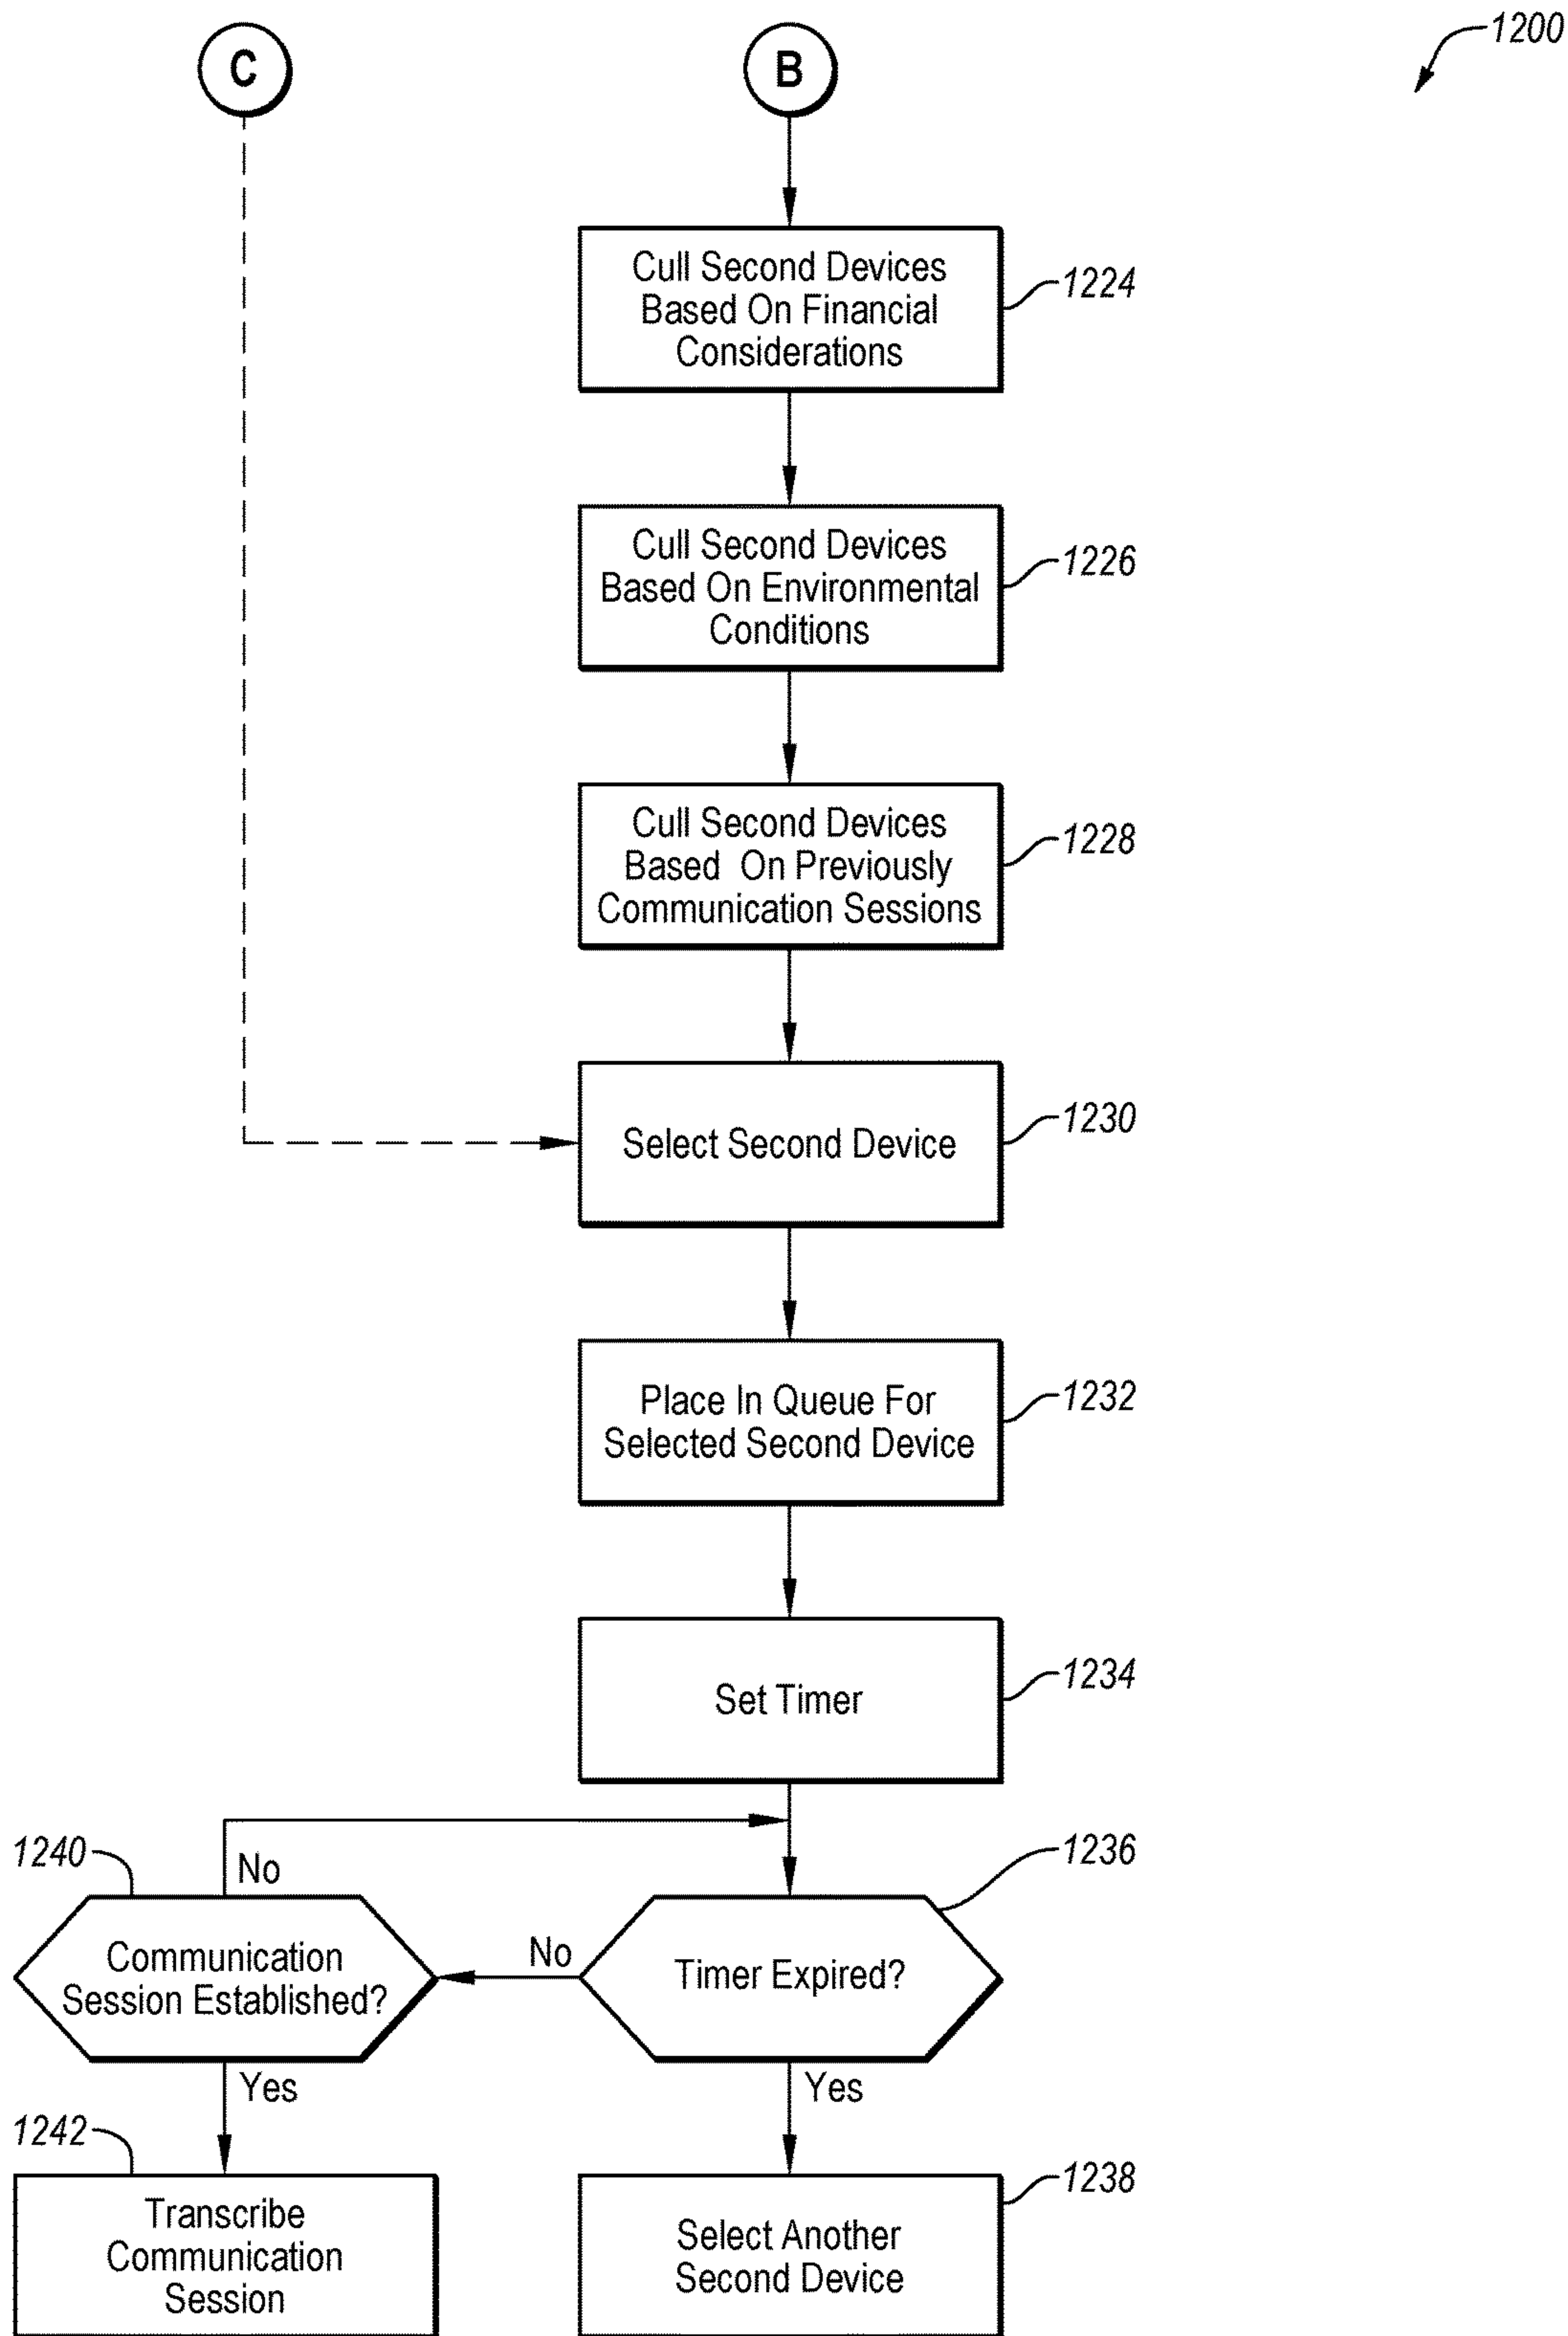 1200
C
B
Cull Second Devices
Based On Financial
Considerations
1224
Cull Second Devices
Based On Environmental
Conditions
1226
Cull Second Devices
Based On Previously
Communication Sessions
1228
Select Second Device
1230
Place In Queue For
Selected Second Device
1232
Set Timer
1234
1240
No
1236
Communication
Session Established?
No
Timer Expired?
Yes
Yes
1242
1238
Transcribe
Communication
Session
Select Another
Second Device